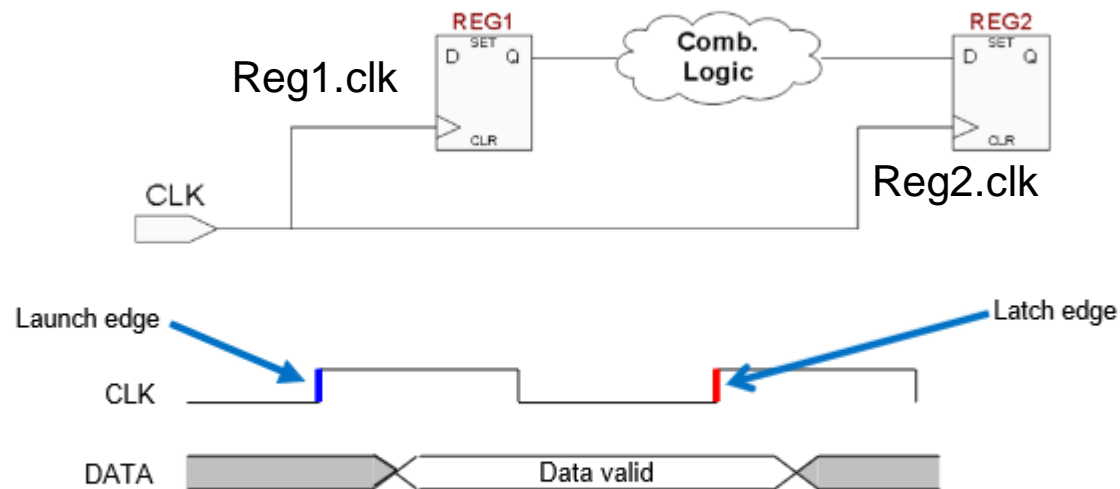 REG1
SET
D Q
CLR
Comb.
Logic
REG2
SET
D Q
CLR
Reg1.clk
Reg2.clk
CLK
Launch edge
Latch edge
CLK
DATA
Data valid